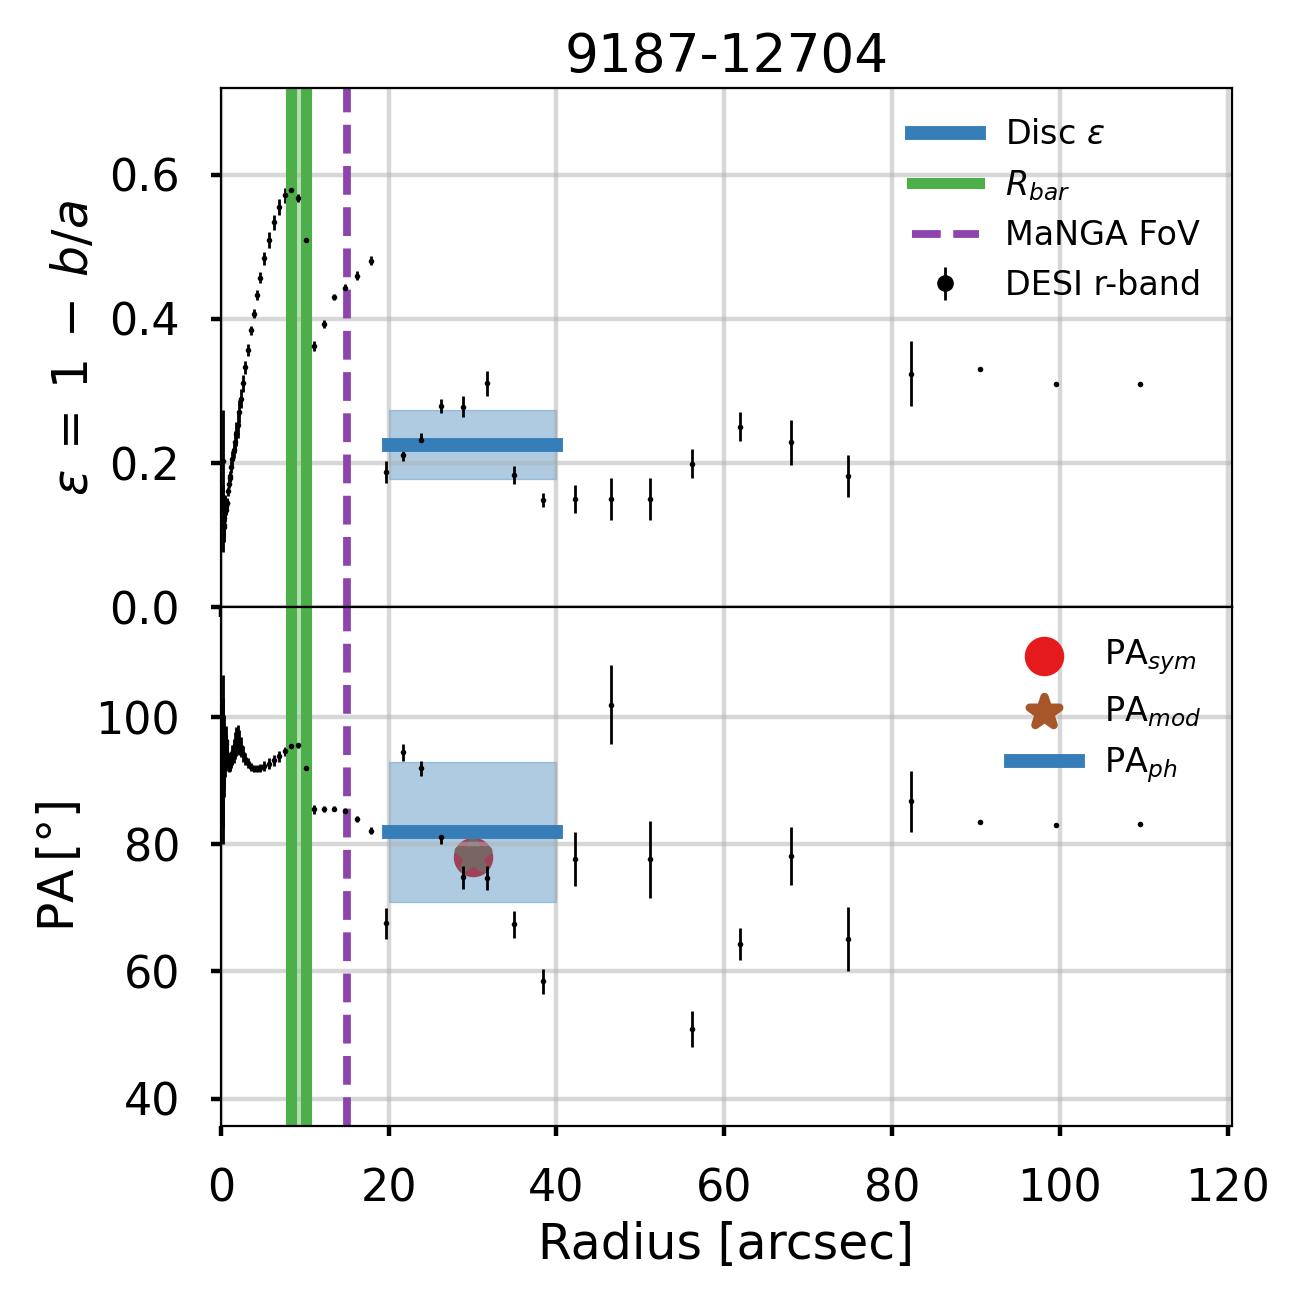 9187-12704
ε = 1 − b/a
0.6
0.4
0.2
0.0
Disc ε
R_bar
MaNGA FoV
DESI r-band
PA [°]
100
80
60
40
PA_sym
PA_mod
PA_ph
0 20 40 60 80 100 120
Radius [arcsec]